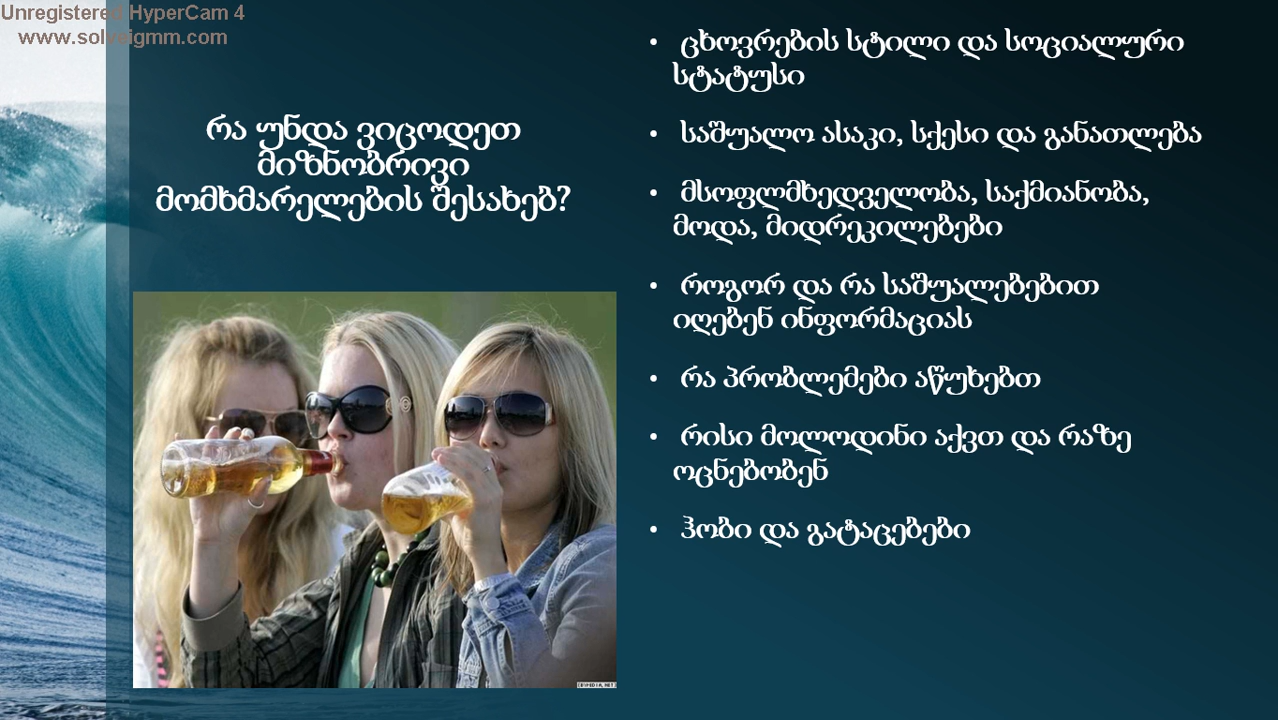 Unregistered HyperCam 4
www.solveigmm.com
რა უნდა ვიცოდეთ
მიზნობრივი
მომხმარელების შესახებ?
• ცხოვრების სტილი და სოციალური
სტატუსი
• საშუალო ასაკი, სქესი და განათლება
• მსოფლმხედველობა, საქმიანობა,
მოდა, მიდრეკილებები
• როგორ და რა საშუალებებით
იღებენ ინფორმაციას
• რა პრობლემები აწუხებთ
• რისი მოლოდინი აქვთ და რაზე
ოცნებობენ
• ჰობი და გატაცებები